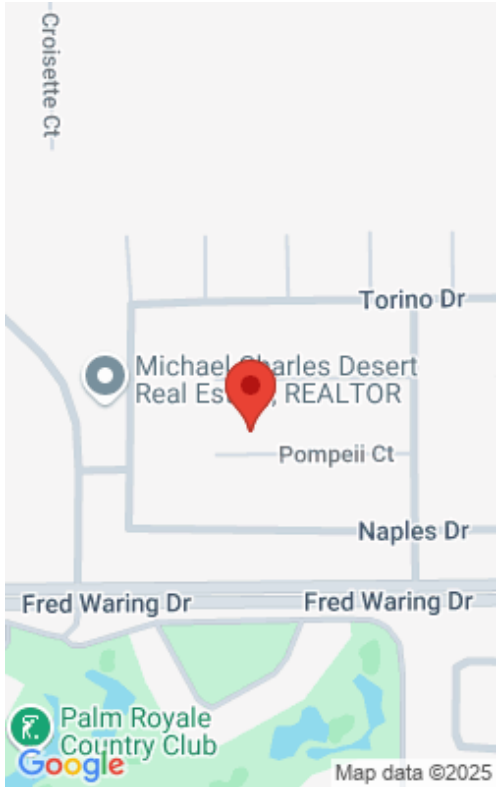 Croisette Ct
Torino Dr
Michael Charles Desert
Real Estate, REALTOR
Pompeii Ct
Naples Dr
Fred Waring Dr
Fred Waring Dr
Palm Royale
Country Club
Google
Map data ©2025